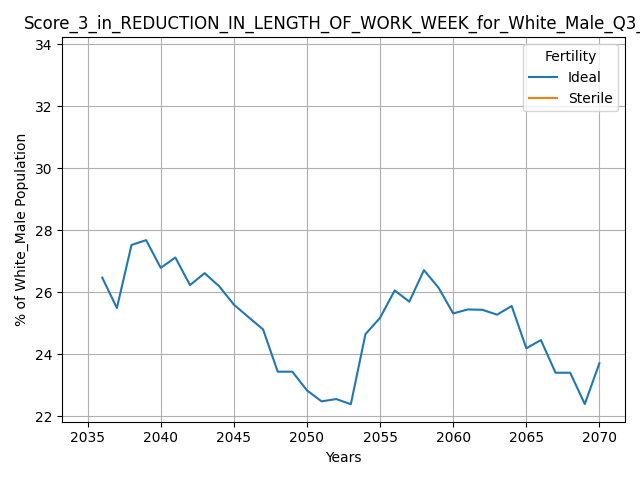 Score_3_in_REDUCTION_IN_LENGTH_OF_WORK_WEEK_for_White_Male_Q3_
34
32
30
28
26
24
22
% of White_Male Population
Fertility
Ideal
Sterile
2035 2040 2045 2050 2055 2060 2065 2070
Years